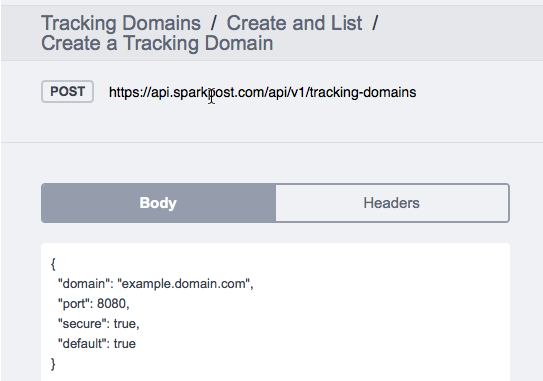 Tracking Domains / Create and List /
Create a Tracking Domain
POST https://api.sparkpost.com/api/v1/tracking-domains
Body Headers
{
"domain": "example.domain.com",
"port": 8080,
"secure": true,
"default": true
}